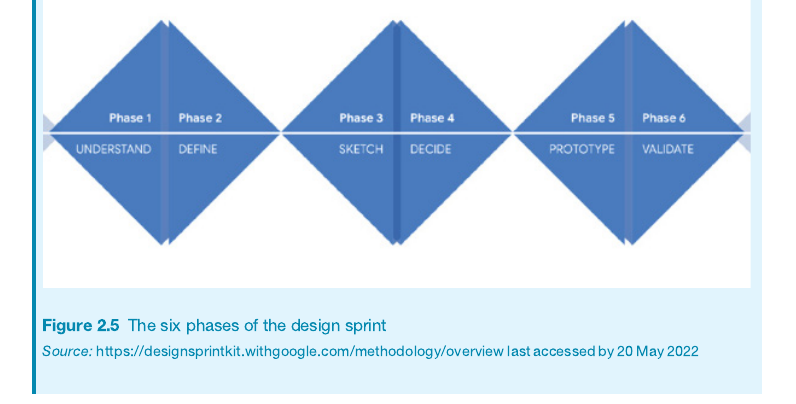 Phase 1 Phase 2 Phase 3 Phase 4 Phase 5 Phase 6
UNDERSTAND DEFINE SKETCH DECIDE PROTOTYPE VALIDATE
Figure 2.5 The six phases of the design sprint
Source: https://designsprintkit.withgoogle.com/methodology/overview last accessed by 20 May 2022